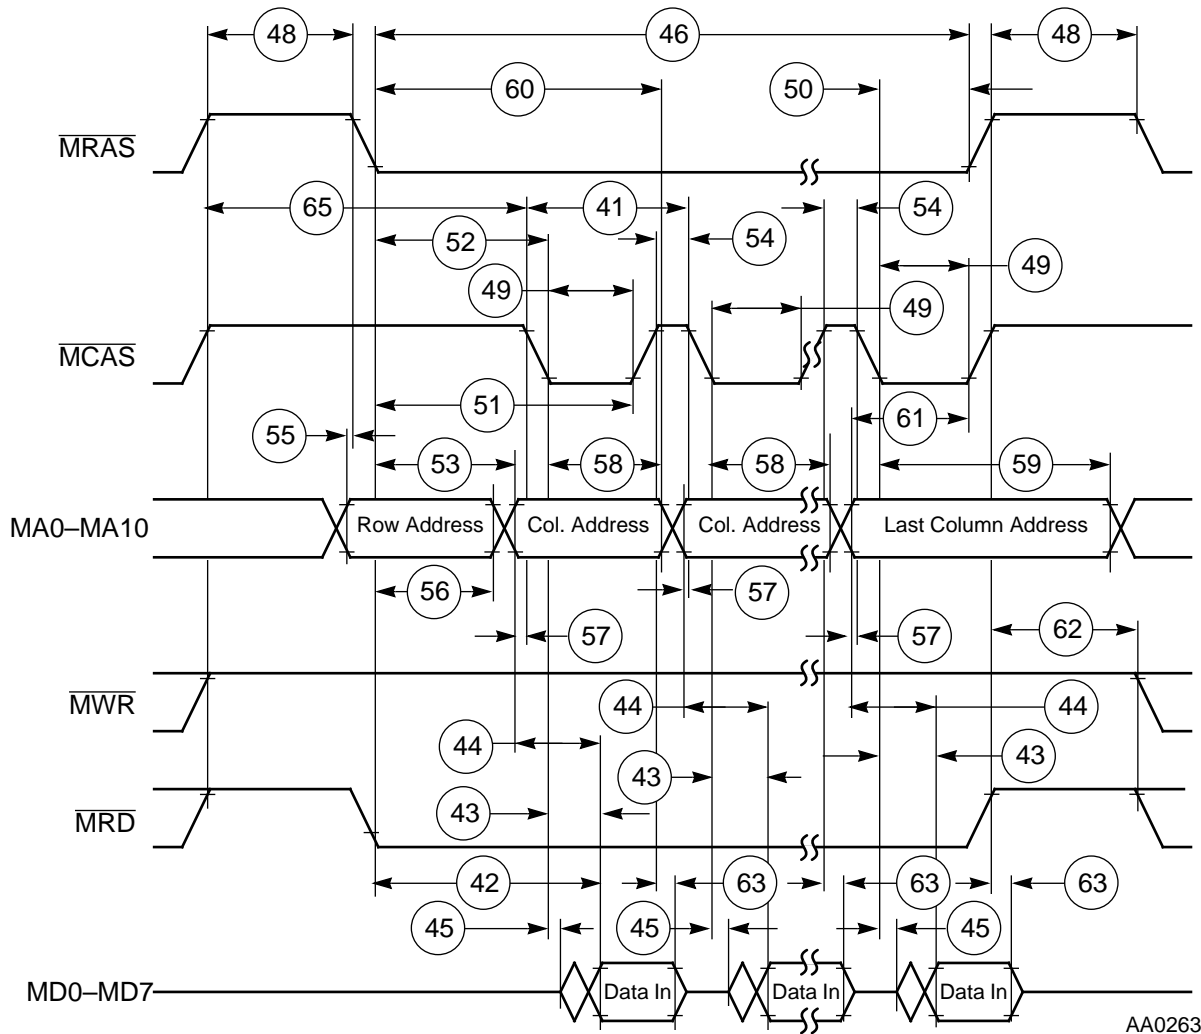 48 46 48
60 50
MRAS
65 41 54
52 54
49 49
49
MCAS
51 61
55
53 58 58 59
MA0–MA10 Row Address Col. Address Col. Address Last Column Address
56 57
57 57 62
MWR
44 44
44 43 43
43
MRD
42 63 63 63
45 45 45
MD0–MD7 Data In Data In Data In
AA0263